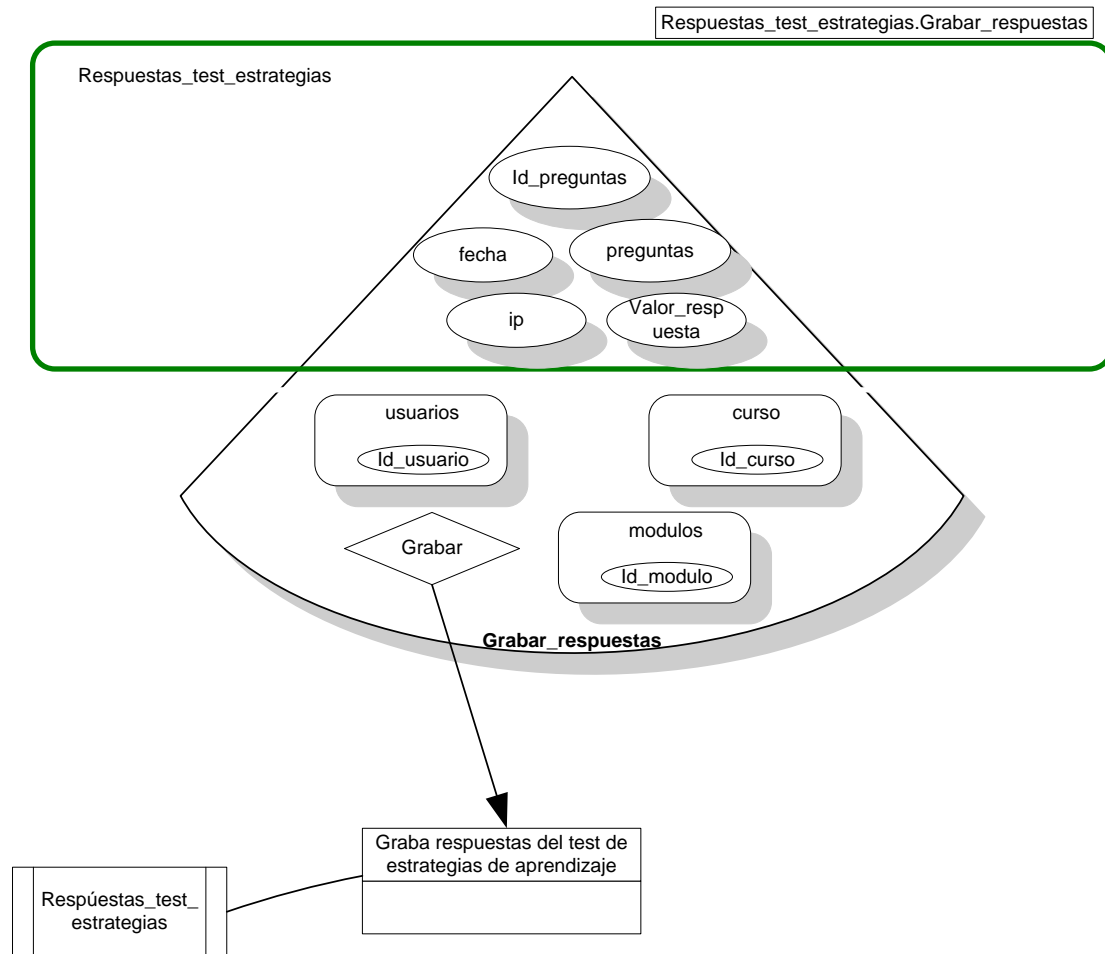 Respuestas_test_estrategias.Grabar_respuestas
Respuestas_test_estrategias
Id_preguntas
fecha
preguntas
ip
Valor_resp
uesta
usuarios
Id_usuario
curso
Id_curso
Grabar
modulos
Id_modulo
Grabar_respuestas
Graba respuestas del test de
estrategias de aprendizaje
Respúestas_test_
estrategias